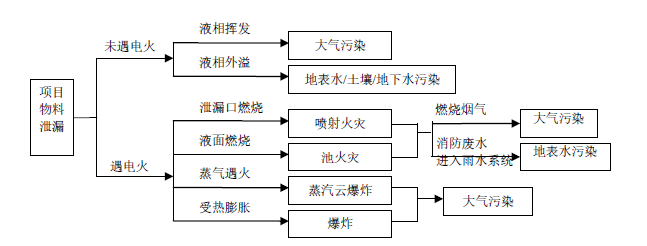 液相挥发
未遇电火
大气污染
液相外溢
地表水/土壤/地下水污染
项目
物料
泄漏
泄漏口燃烧
喷射火灾
燃烧烟气
大气污染
液面燃烧
池火灾
消防废水
进入雨水系统
地表水污染
遇电火
蒸气遇火
蒸汽云爆炸
大气污染
受热膨胀
爆炸